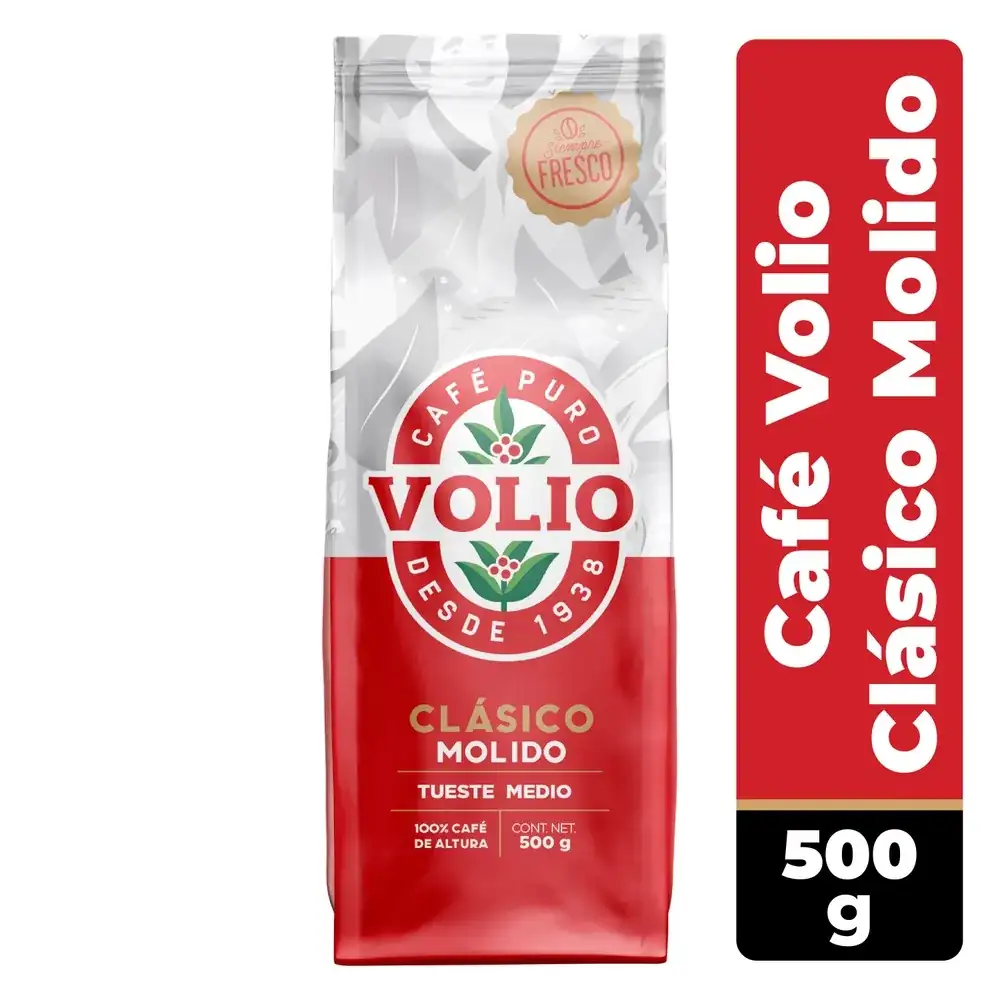 Siempre
FRESCO
CAFÉ PURO
VOLIO
DESDE 1938
CLÁSICO
MOLIDO
TUESTE MEDIO
100% CAFÉ
DE ALTURA
CONT. NET.
500 g
Café Volio
Clásico Molido
500
g